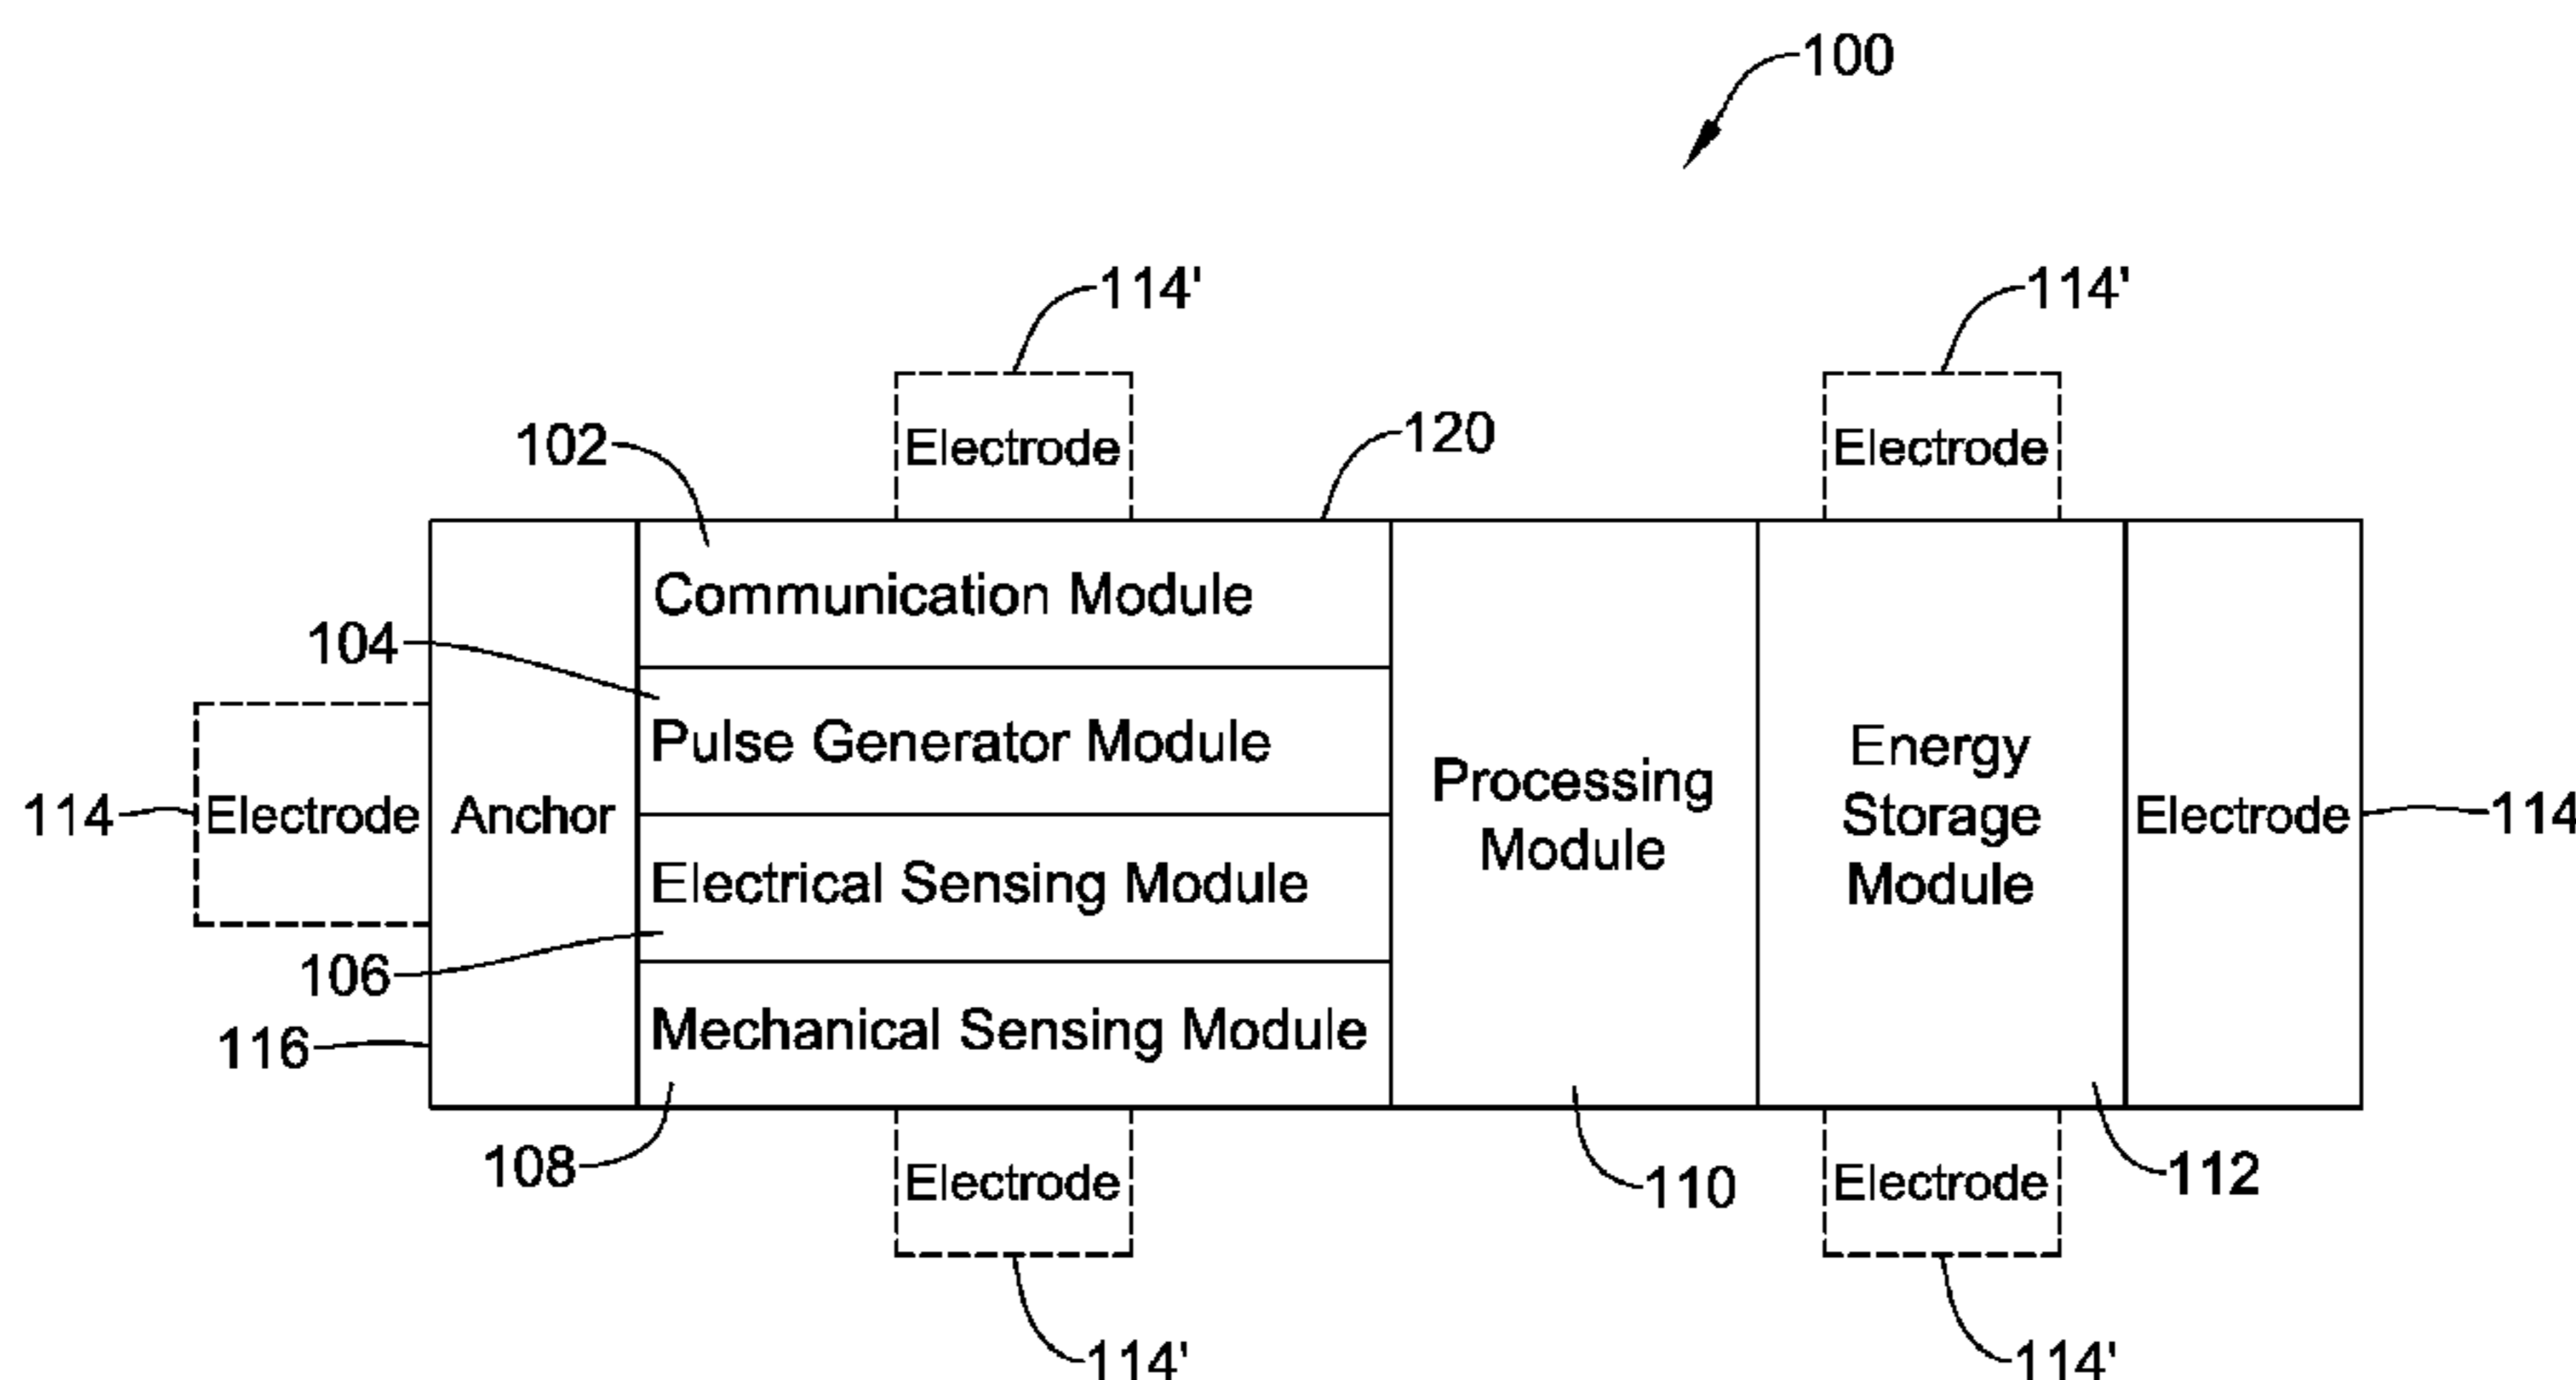 100
114'
114'
102
Electrode
120
Electrode
Communication Module
104
Pulse Generator Module
114
Electrode
Anchor
Processing
Module
Energy
Storage
Module
Electrode
114
Electrical Sensing Module
106
116
Mechanical Sensing Module
108
Electrode
110
Electrode
112
114'
114'